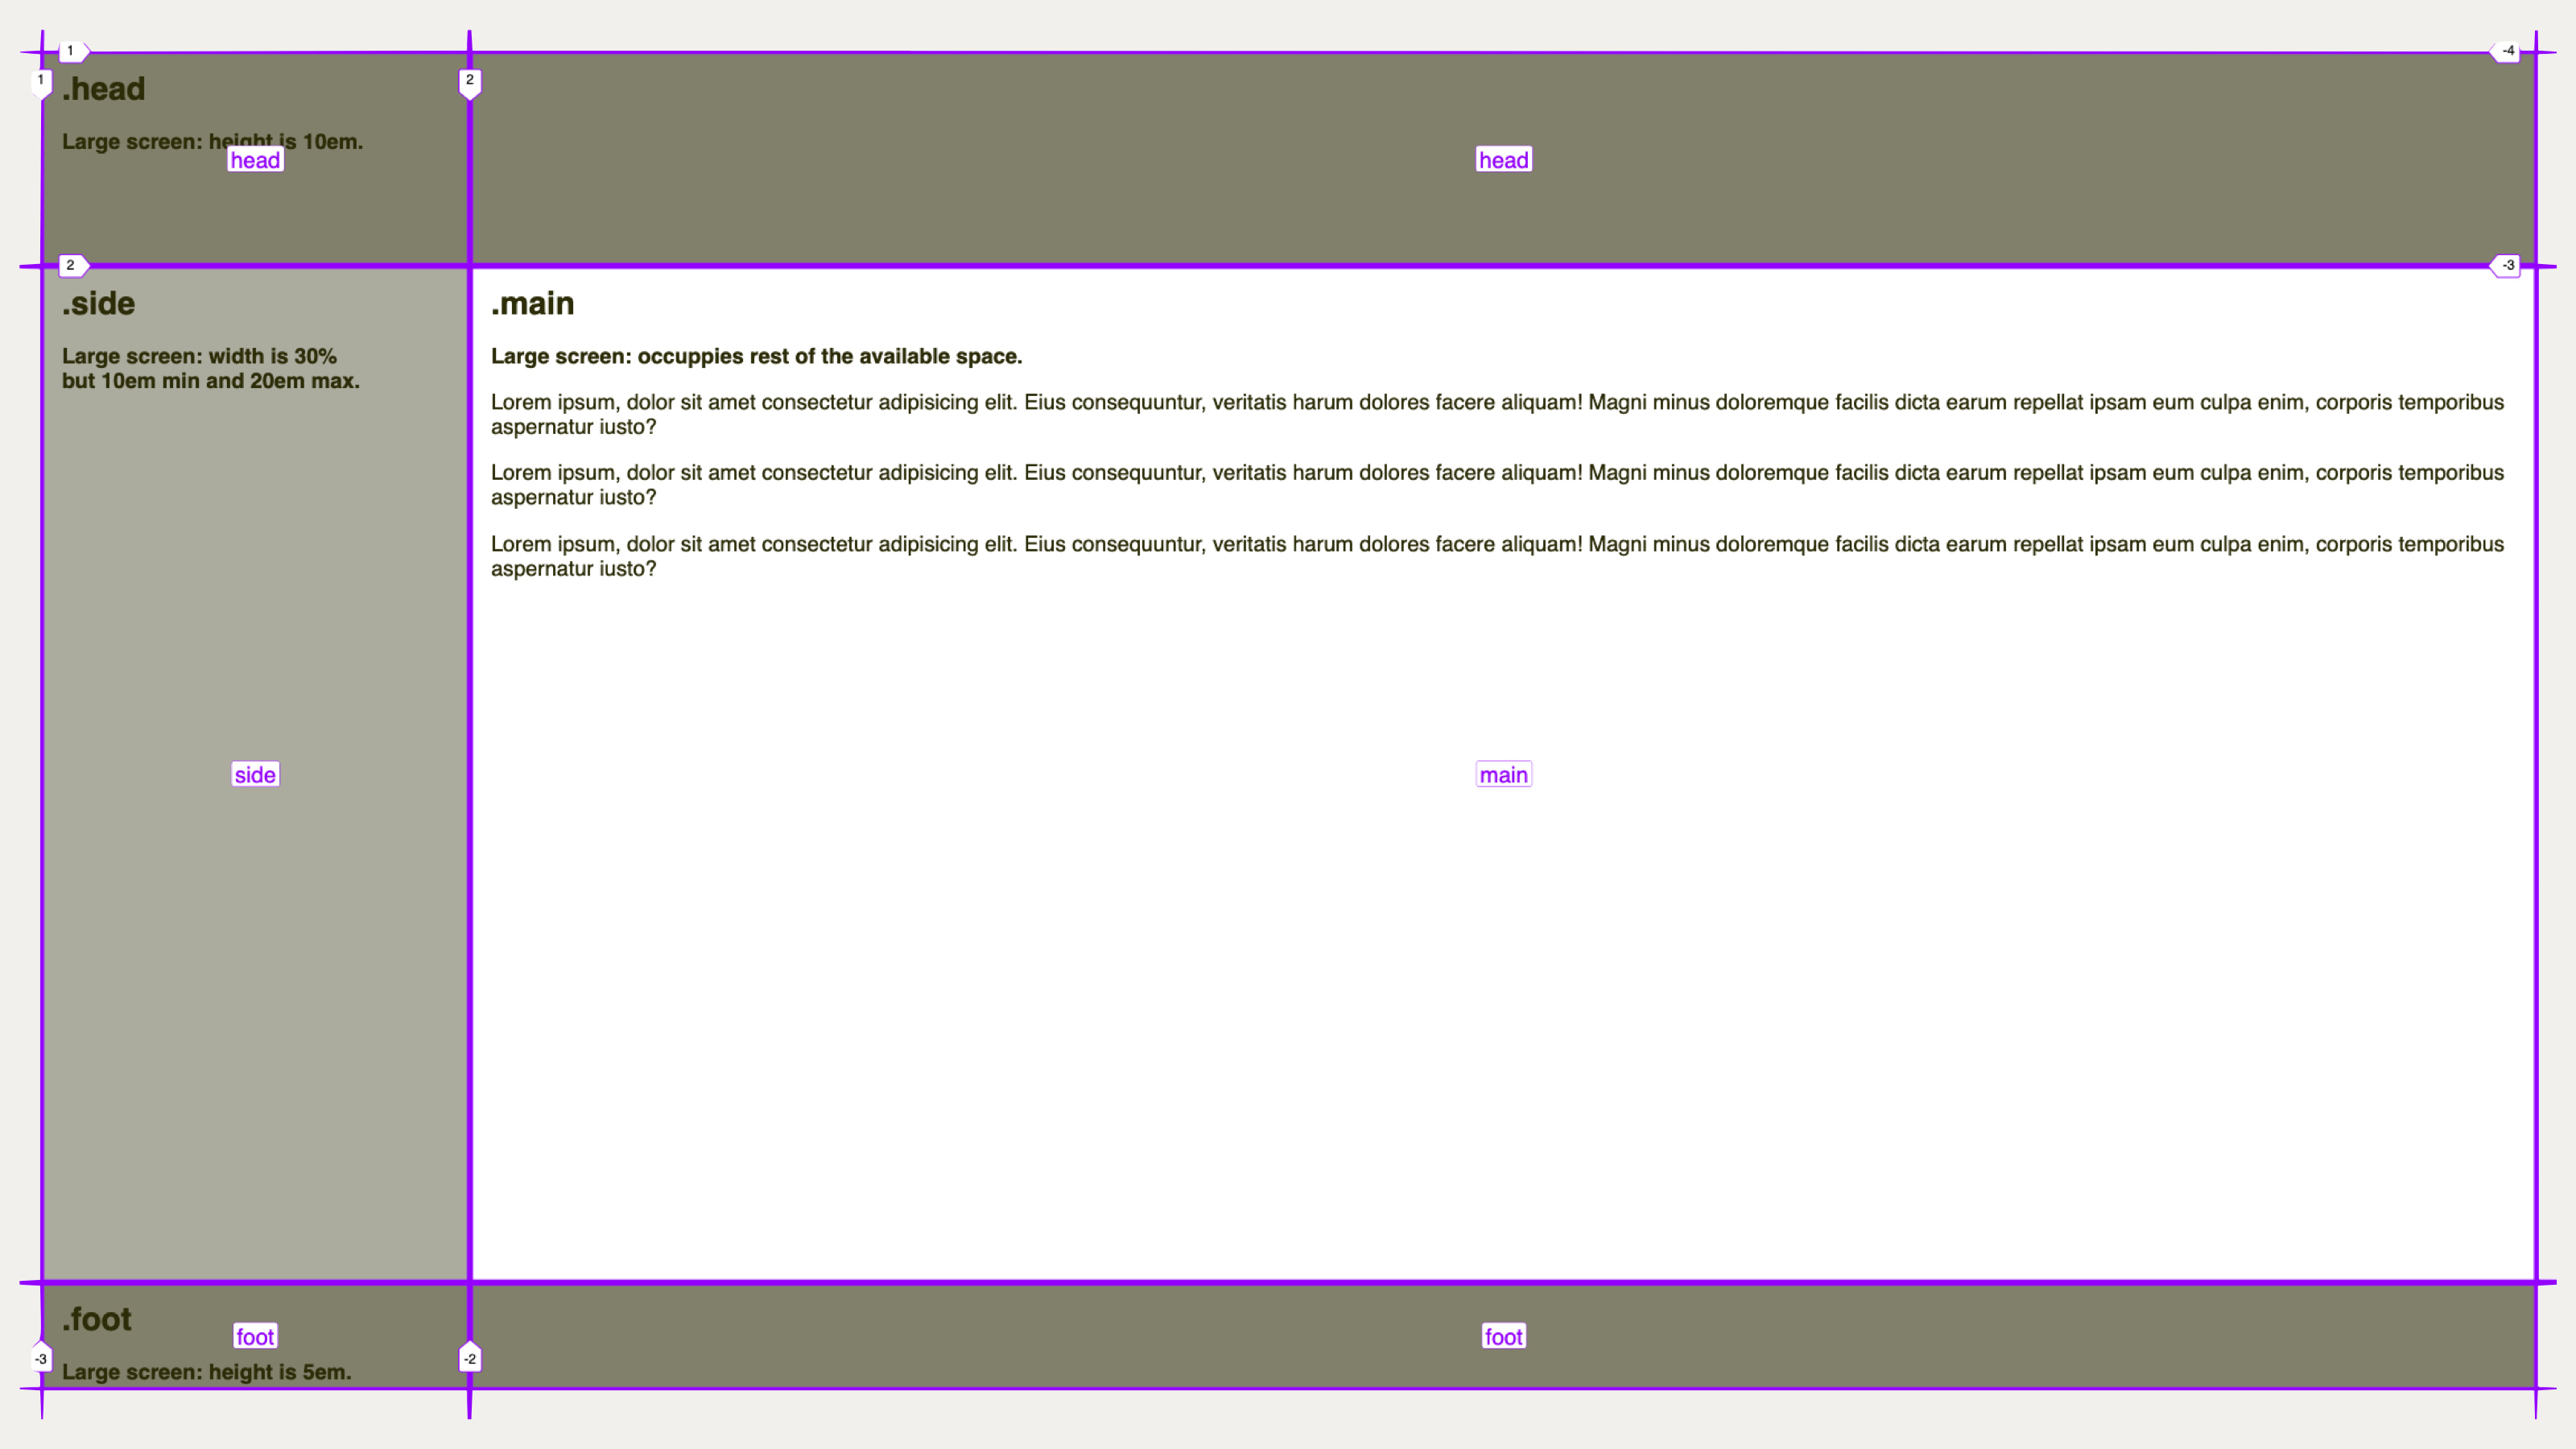 1
-4
1
2
.head
Large screen: height is 10em.
head
head
2
-3
.side
Large screen: width is 30%
but 10em min and 20em max.
side
.main
Large screen: occuppies rest of the available space.
Lorem ipsum, dolor sit amet consectetur adipisicing elit. Eius consequuntur, veritatis harum dolores facere aliquam! Magni minus doloremque facilis dicta earum repellat ipsam eum culpa enim, corporis temporibus
aspernatur iusto?
Lorem ipsum, dolor sit amet consectetur adipisicing elit. Eius consequuntur, veritatis harum dolores facere aliquam! Magni minus doloremque facilis dicta earum repellat ipsam eum culpa enim, corporis temporibus
aspernatur iusto?
Lorem ipsum, dolor sit amet consectetur adipisicing elit. Eius consequuntur, veritatis harum dolores facere aliquam! Magni minus doloremque facilis dicta earum repellat ipsam eum culpa enim, corporis temporibus
aspernatur iusto?
main
.foot
foot
foot
-3
-2
Large screen: height is 5em.